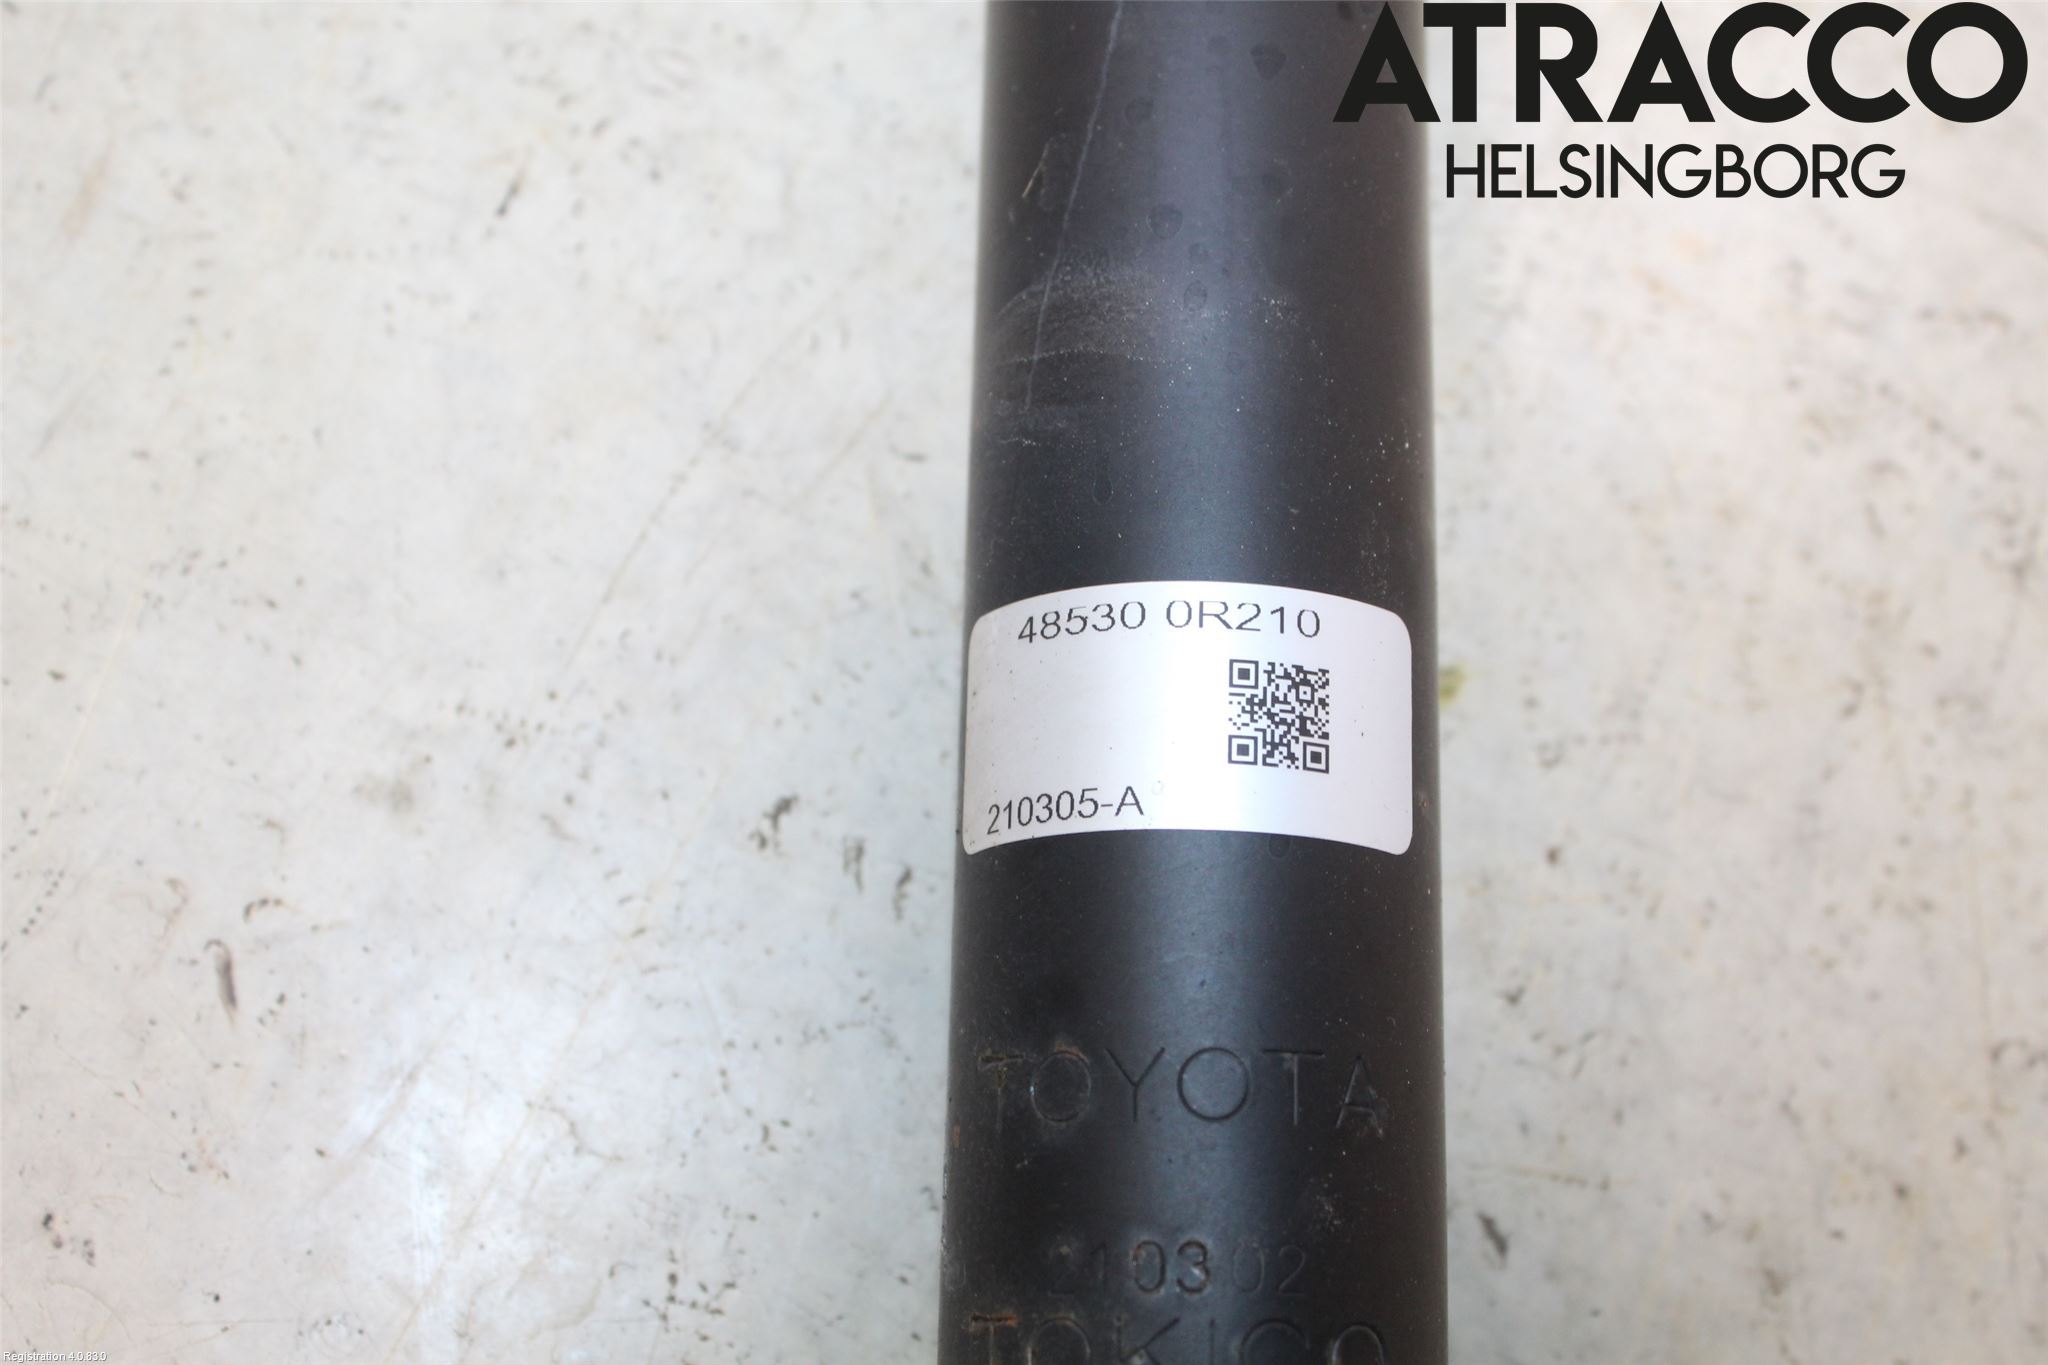 ATRACCO
HELSINGBORG
48530 0R210
210305-A
TOYOTA
210302
TOKICO
Registration 4.0.83.0